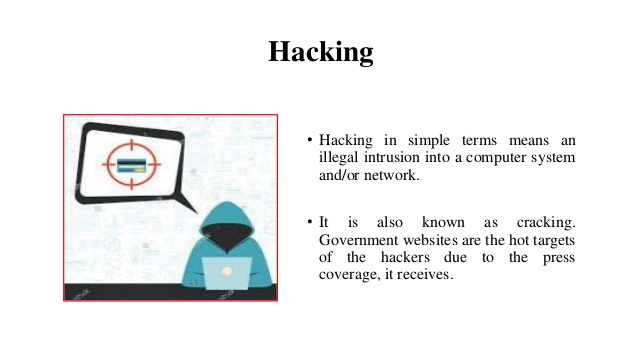 Hacking
• Hacking in simple terms means an
illegal intrusion into a computer system
and/or network.
• It is also known as cracking.
Government websites are the hot targets
of the hackers due to the press
coverage, it receives.